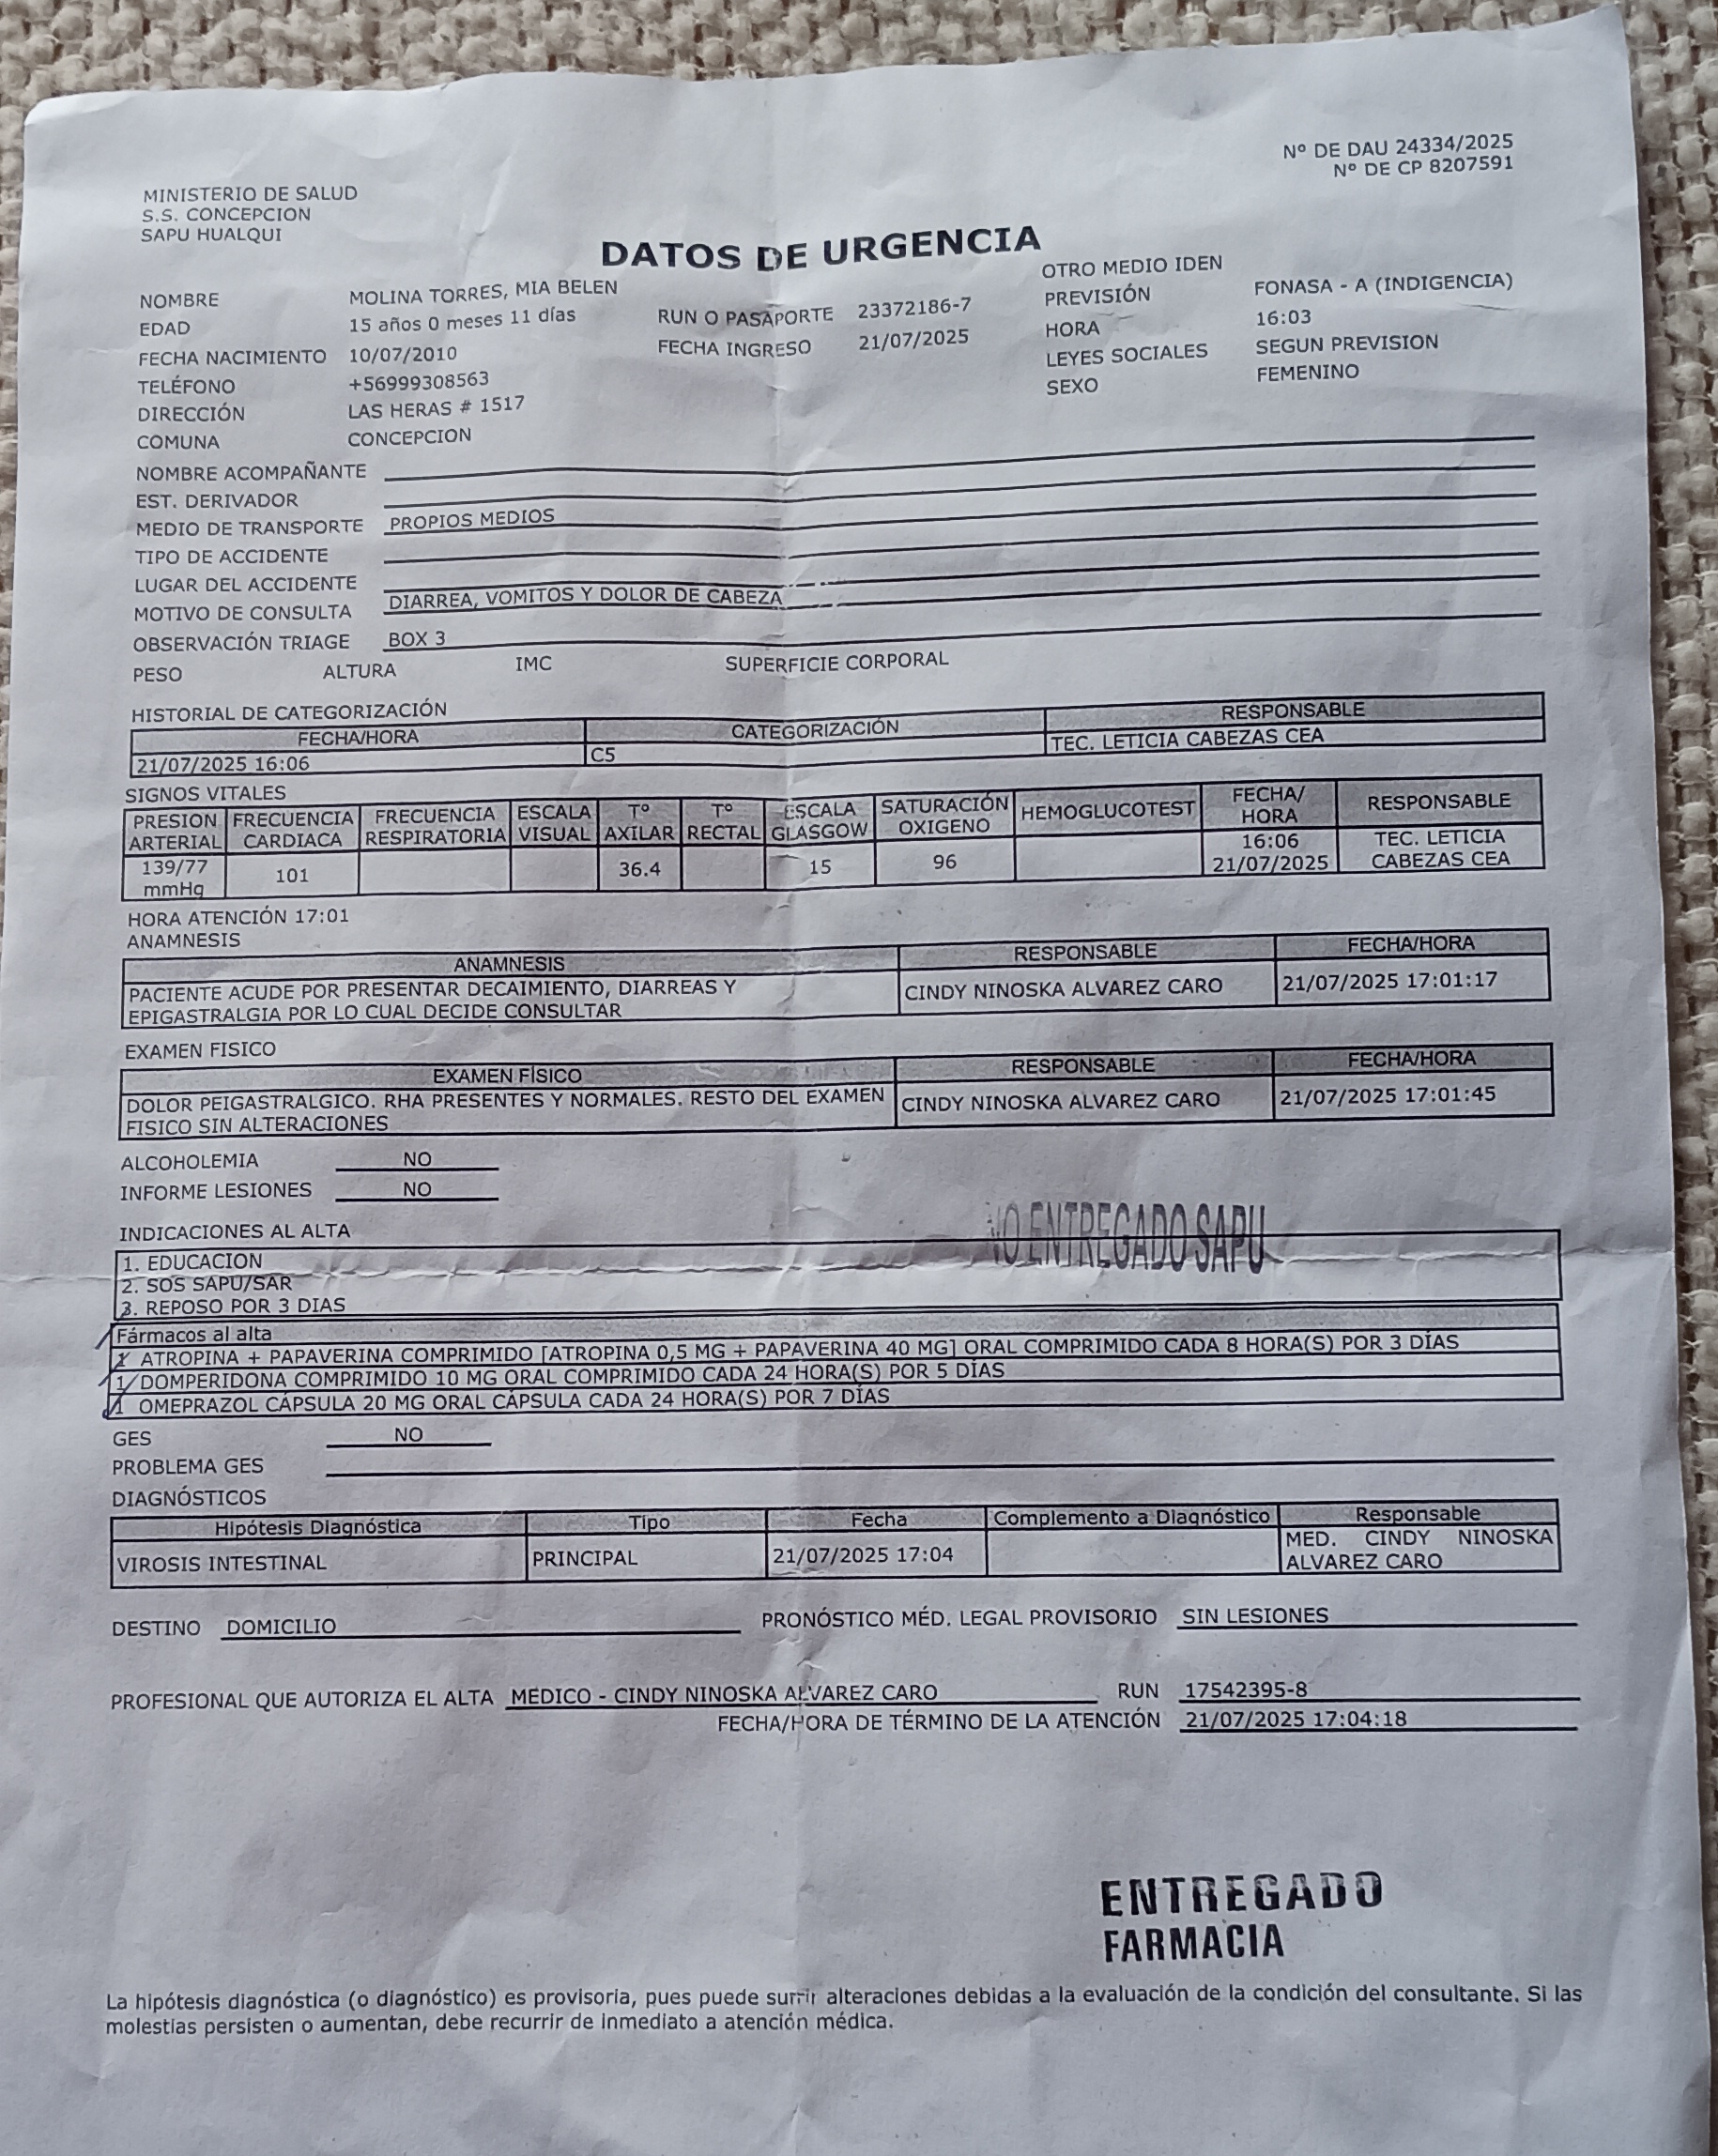 Nº DE DAU 24334/2025
Nº DE CP 8207591
MINISTERIO DE SALUD
S.S. CONCEPCION
SAPU HUALQUI
DATOS DE URGENCIA
NOMBRE MOLINA TORRES, MIA BELEN OTRO MEDIO IDEN
EDAD 15 años 0 meses 11 días RUN O PASAPORTE 23372186-7 PREVISIÓN FONASA - A (INDIGENCIA)
FECHA NACIMIENTO 10/07/2010 FECHA INGRESO 21/07/2025 HORA 16:03
TELÉFONO +56999308563 LEYES SOCIALES SEGUN PREVISION
DIRECCIÓN LAS HERAS # 1517 SEXO FEMENINO
COMUNA CONCEPCION
NOMBRE ACOMPAÑANTE
EST. DERIVADOR
MEDIO DE TRANSPORTE PROPIOS MEDIOS
TIPO DE ACCIDENTE
LUGAR DEL ACCIDENTE
MOTIVO DE CONSULTA DIARREA, VOMITOS Y DOLOR DE CABEZA
OBSERVACIÓN TRIAGE BOX 3
PESO ALTURA IMC SUPERFICIE CORPORAL
HISTORIAL DE CATEGORIZACIÓN
FECHA/HORA CATEGORIZACIÓN RESPONSABLE
21/07/2025 16:06 C5 TEC. LETICIA CABEZAS CEA
SIGNOS VITALES
PRESION ARTERIAL FRECUENCIA CARDIACA FRECUENCIA RESPIRATORIA ESCALA VISUAL Tº AXILAR Tº RECTAL ESCALA GLASGOW SATURACIÓN OXIGENO HEMOGLUCOTEST FECHA/ HORA RESPONSABLE
139/77 mmHg 101 36.4 15 96 16:06 21/07/2025 TEC. LETICIA CABEZAS CEA
HORA ATENCIÓN 17:01
ANAMNESIS
ANAMNESIS RESPONSABLE FECHA/HORA
PACIENTE ACUDE POR PRESENTAR DECAIMIENTO, DIARREAS Y
EPIGASTRALGIA POR LO CUAL DECIDE CONSULTAR CINDY NINOSKA ALVAREZ CARO 21/07/2025 17:01:17
EXAMEN FISICO
EXAMEN FÍSICO RESPONSABLE FECHA/HORA
DOLOR PEIGASTRALGICO. RHA PRESENTES Y NORMALES. RESTO DEL EXAMEN
FISICO SIN ALTERACIONES CINDY NINOSKA ALVAREZ CARO 21/07/2025 17:01:45
ALCOHOLEMIA NO
INFORME LESIONES NO
NO ENTREGADO SAPU
INDICACIONES AL ALTA
1. EDUCACION
2. SOS SAPU/SAR
3. REPOSO POR 3 DIAS
Fármacos al alta
1 ATROPINA + PAPAVERINA COMPRIMIDO [ATROPINA 0,5 MG + PAPAVERINA 40 MG] ORAL COMPRIMIDO CADA 8 HORA(S) POR 3 DÍAS
1 DOMPERIDONA COMPRIMIDO 10 MG ORAL COMPRIMIDO CADA 24 HORA(S) POR 5 DÍAS
1 OMEPRAZOL CÁPSULA 20 MG ORAL CÁPSULA CADA 24 HORA(S) POR 7 DÍAS
GES NO
PROBLEMA GES
DIAGNÓSTICOS
Hipótesis Diagnóstica Tipo Fecha Complemento a Diagnóstico Responsable
VIROSIS INTESTINAL PRINCIPAL 21/07/2025 17:04 MED. CINDY NINOSKA ALVAREZ CARO
DESTINO DOMICILIO PRONÓSTICO MÉD. LEGAL PROVISORIO SIN LESIONES
PROFESIONAL QUE AUTORIZA EL ALTA MEDICO - CINDY NINOSKA ALVAREZ CARO RUN 17542395-8
FECHA/HORA DE TÉRMINO DE LA ATENCIÓN 21/07/2025 17:04:18
ENTREGADO
FARMACIA
La hipótesis diagnóstica (o diagnóstico) es provisoria, pues puede surrir alteraciones debidas a la evaluación de la condición del consultante. Si las
molestias persisten o aumentan, debe recurrir de inmediato a atención médica.